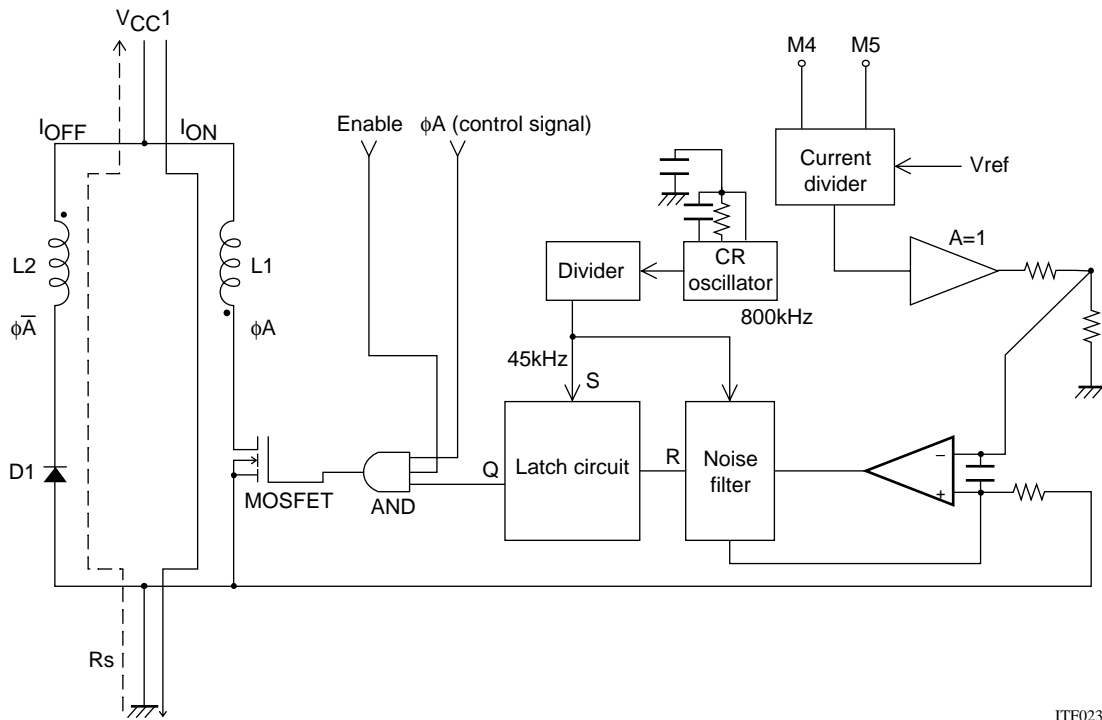 VCC1
IOFF
ION
L2
L1
φA̅
φA
D1
MOSFET
Rs
Enable
φA (control signal)
AND
Divider
CR
oscillator
800kHz
45kHz
S
Q
Latch circuit
R
Noise
filter
M4
M5
Current
divider
Vref
A=1
−
+
ITF023